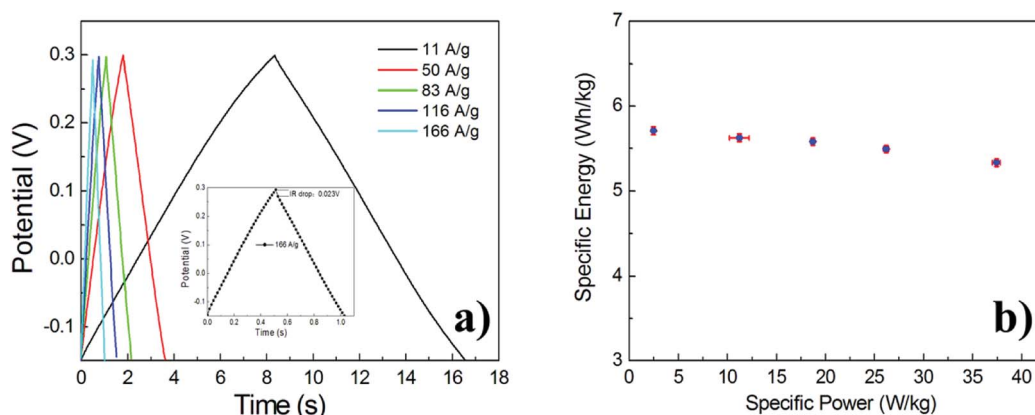 0.3
0.2
0.1
0.0
-0.1
Potential (V)
11 A/g
50 A/g
83 A/g
116 A/g
166 A/g
0.3
0.2
0.1
0.0
-0.1
Potential (V)
IR drop: 0.023V
166 A/g
0.0 0.2 0.4 0.6 0.8 1.0
Time (s)
a)
0 2 4 6 8 10 12 14 16 18
Time (s)
7
6
5
4
3
Specific Energy (Wh/kg)
b)
0 5 10 15 20 25 30 35 40
Specific Power (W/kg)